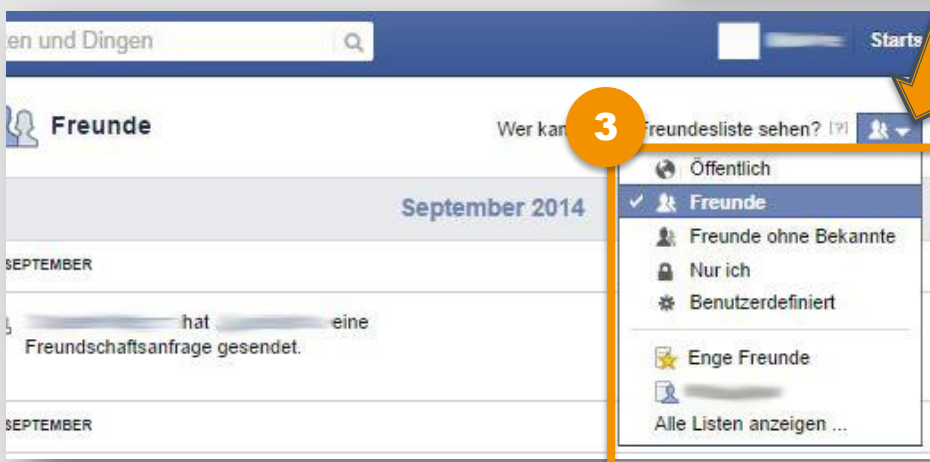 und Dingen
Starts
Freunde
Wer kan
3
Freundesliste sehen? [?]
Öffentlich
September 2014
Freunde
Freunde ohne Bekannte
SEPTEMBER
Nur ich
Benutzerdefiniert
hat eine
Freundschaftsanfrage gesendet.
Enge Freunde
SEPTEMBER
Alle Listen anzeigen ...